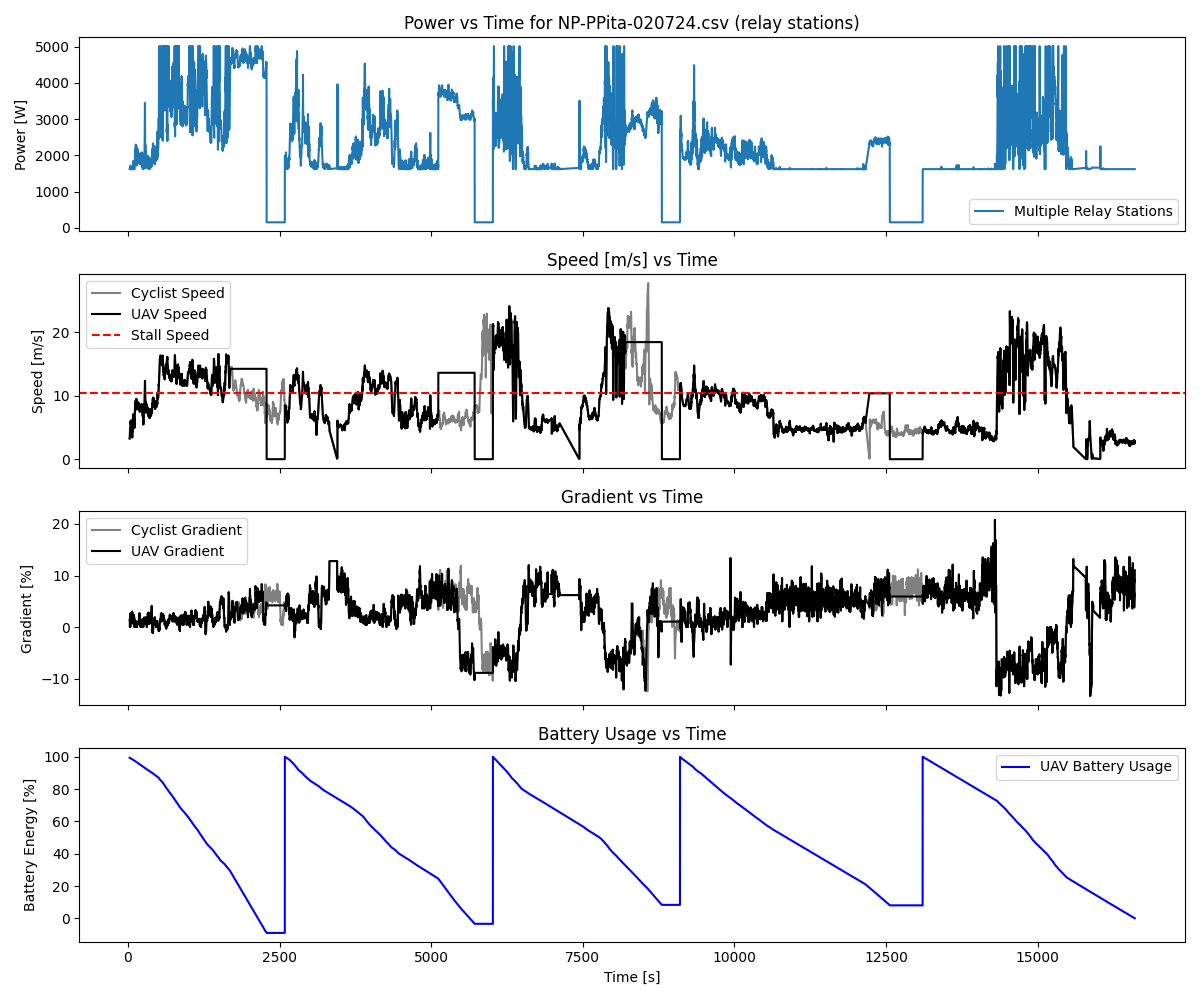 Power vs Time for NP-PPita-020724.csv (relay stations)
5000
4000
3000
2000
1000
0
Power [W]
Multiple Relay Stations
Speed [m/s] vs Time
Cyclist Speed
UAV Speed
Stall Speed
20
10
0
Speed [m/s]
Gradient vs Time
Cyclist Gradient
UAV Gradient
20
10
0
−10
Gradient [%]
Battery Usage vs Time
UAV Battery Usage
100
80
60
40
20
0
Battery Energy [%]
0 2500 5000 7500 10000 12500 15000
Time [s]